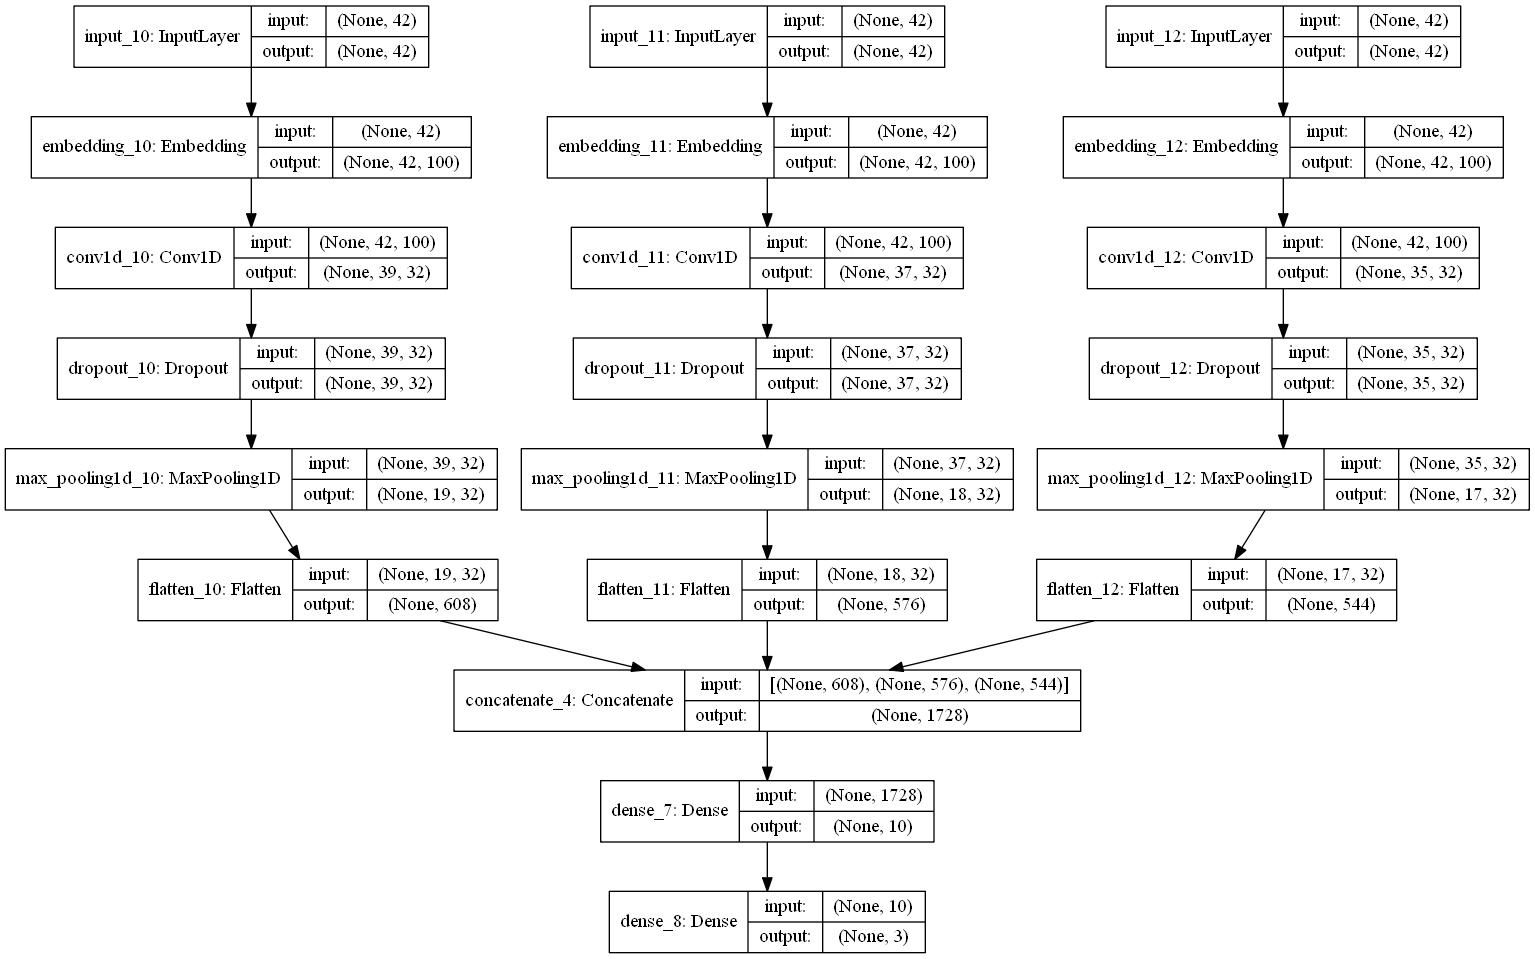 input_10: InputLayer
input: (None, 42)
output: (None, 42)
input_11: InputLayer
input: (None, 42)
output: (None, 42)
input_12: InputLayer
input: (None, 42)
output: (None, 42)
embedding_10: Embedding
input: (None, 42)
output: (None, 42, 100)
embedding_11: Embedding
input: (None, 42)
output: (None, 42, 100)
embedding_12: Embedding
input: (None, 42)
output: (None, 42, 100)
conv1d_10: Conv1D
input: (None, 42, 100)
output: (None, 39, 32)
conv1d_11: Conv1D
input: (None, 42, 100)
output: (None, 37, 32)
conv1d_12: Conv1D
input: (None, 42, 100)
output: (None, 35, 32)
dropout_10: Dropout
input: (None, 39, 32)
output: (None, 39, 32)
dropout_11: Dropout
input: (None, 37, 32)
output: (None, 37, 32)
dropout_12: Dropout
input: (None, 35, 32)
output: (None, 35, 32)
max_pooling1d_10: MaxPooling1D
input: (None, 39, 32)
output: (None, 19, 32)
max_pooling1d_11: MaxPooling1D
input: (None, 37, 32)
output: (None, 18, 32)
max_pooling1d_12: MaxPooling1D
input: (None, 35, 32)
output: (None, 17, 32)
flatten_10: Flatten
input: (None, 19, 32)
output: (None, 608)
flatten_11: Flatten
input: (None, 18, 32)
output: (None, 576)
flatten_12: Flatten
input: (None, 17, 32)
output: (None, 544)
concatenate_4: Concatenate
input: [(None, 608), (None, 576), (None, 544)]
output: (None, 1728)
dense_7: Dense
input: (None, 1728)
output: (None, 10)
dense_8: Dense
input: (None, 10)
output: (None, 3)